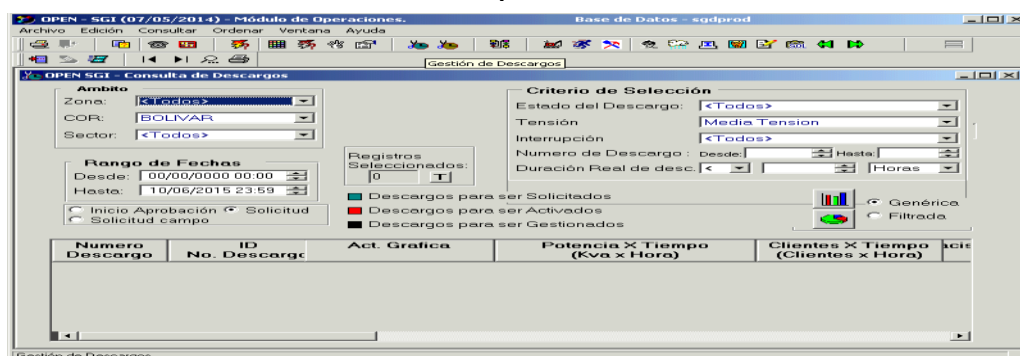 OPEN - SGI (07/05/2014) - Módulo de Operaciones. Base de Datos - sgdprod
Archivo Edición Consultar Ordenar Ventana Ayuda
Gestión de Descargos
OPEN SGI - Consulta de Descargos
Ambito
Zona: <Todos>
COR: BOLIVAR
Sector: <Todos>
Rango de Fechas
Desde: 00/00/0000 00:00
Hasta: 10/06/2015 23:59
Inicio Aprobación Solicitud
Solicitud campo
Registros
Seleccionados:
0 T
Criterio de Selección
Estado del Descargo: <Todos>
Tensión Media Tension
Interrupción <Todos>
Numero de Descargo : Desde: Hasta:
Duración Real de desc. < Horas
Descargos para ser Solicitados
Descargos para ser Activados
Descargos para ser Gestionados
Genérica
Filtrada
Numero Descargo
ID No. Descargo
Act. Grafica
Potencia X Tiempo (Kva x Hora)
Clientes X Tiempo (Clientes x Hora)
Gestión de Descargos